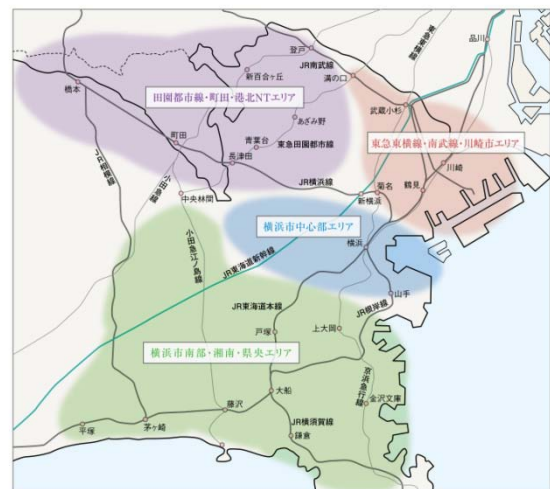 品川
東急東横線
登戸
JR南武線
新百合ヶ丘
溝の口
橋本
田園都市線・町田・港北NTエリア
武蔵小杉
あざみ野
町田
青葉台
東急田園都市線
東急東横線・南武線・川崎市エリア
長津田
JR横浜線
川崎
JR相模線
小田急線
中央林間
新横浜
菊名
鶴見
横浜市中心部エリア
小田急江ノ島線
JR東海道新幹線
横浜
山手
JR東海道本線
JR根岸線
戸塚
上大岡
横浜市南部・湘南・県央エリア
京浜急行線
大船
金沢文庫
藤沢
茅ヶ崎
平塚
JR横須賀線
鎌倉